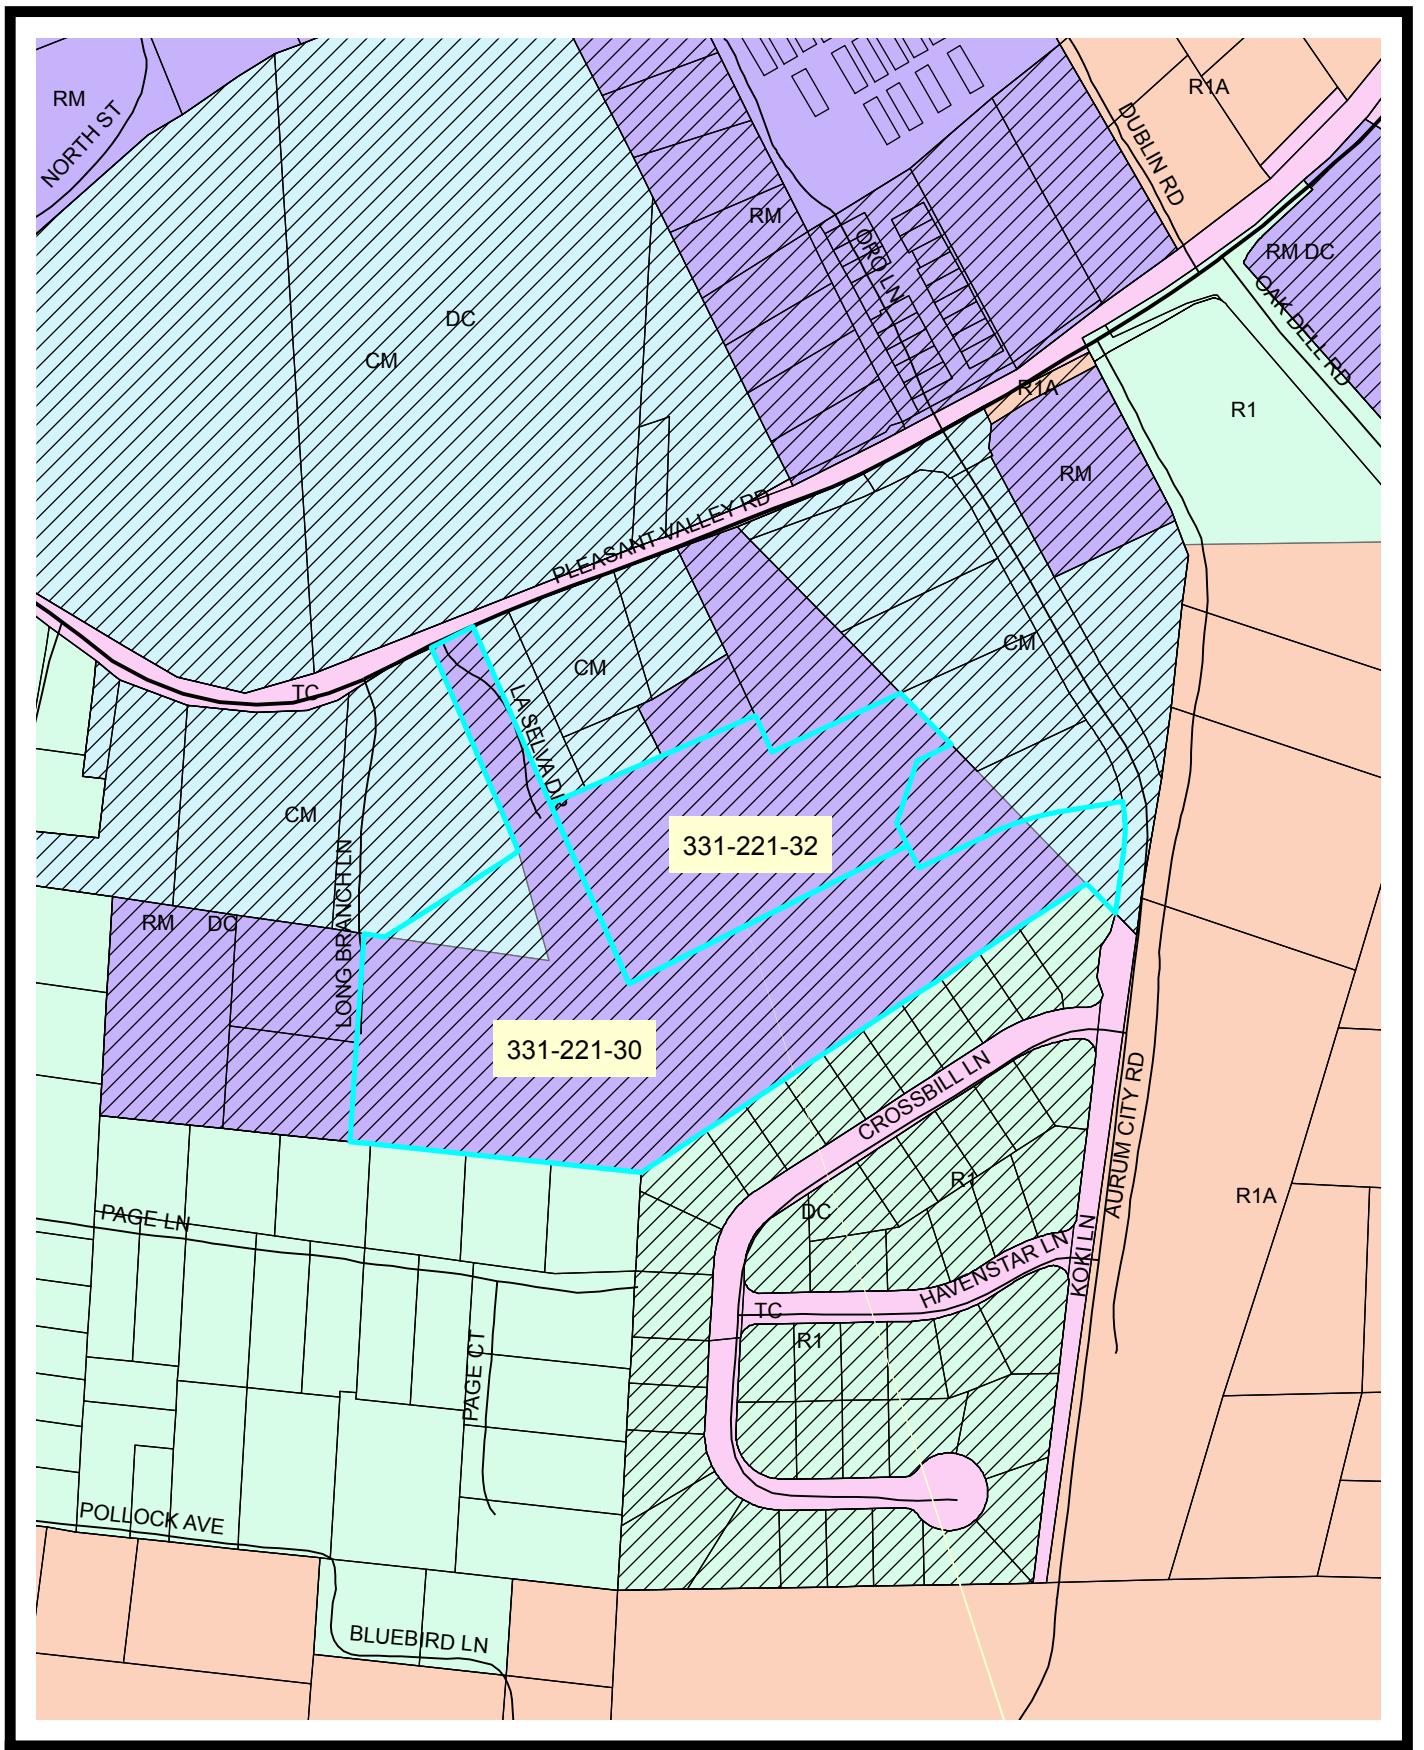 R1A
RM
NORTH ST
DUBLIN RD
RM
ORO LN
RM DC
OAK DELL RD
DC
CM
R1A
R1
RM
PLEASANT VALLEY RD
CM
CM
TC
LA SELVA DR
CM
331-221-32
LONG BRANCH LN
RM
DC
331-221-30
CROSSBILL LN
AURUM CITY RD
R1
R1A
DC
PAGE LN
HAVENSTAR LN
KOKI LN
TC
R1
PAGE CT
POLLOCK AVE
BLUEBIRD LN